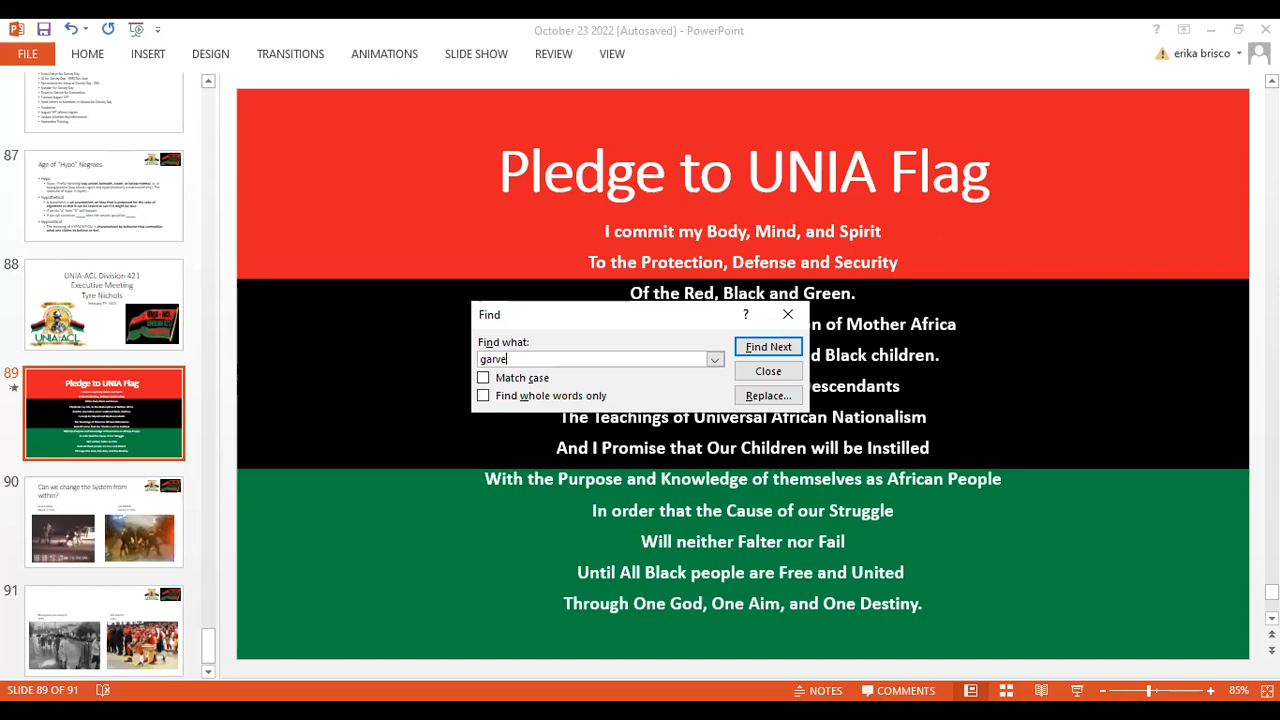 October 23 2022 [Autosaved] - PowerPoint
?
FILE
HOME
INSERT
DESIGN
TRANSITIONS
ANIMATIONS
SLIDE SHOW
REVIEW
VIEW
erika brisco
87
Age of "Hypo" Negroes
Hypo
Hypothetical
Hypocritical
88
UNIA-ACL Division 421
Executive Meeting
Tyre Nichols
UNIA-ACL
89
Pledge to UNIA Flag
90
Can we change the System from
within?
91
Pledge to UNIA Flag
I commit my Body, Mind, and Spirit
To the Protection, Defense and Security
Of the Red, Black and Green.
n of Mother Africa
d Black children.
escendants
The Teachings of Universal African Nationalism
And I Promise that Our Children will be Instilled
With the Purpose and Knowledge of themselves as African People
In order that the Cause of our Struggle
Will neither Falter nor Fail
Until All Black people are Free and United
Through One God, One Aim, and One Destiny.
Find
?
Find what:
garve
Find Next
Match case
Close
Find whole words only
Replace...
SLIDE 89 OF 91
NOTES
COMMENTS
85%